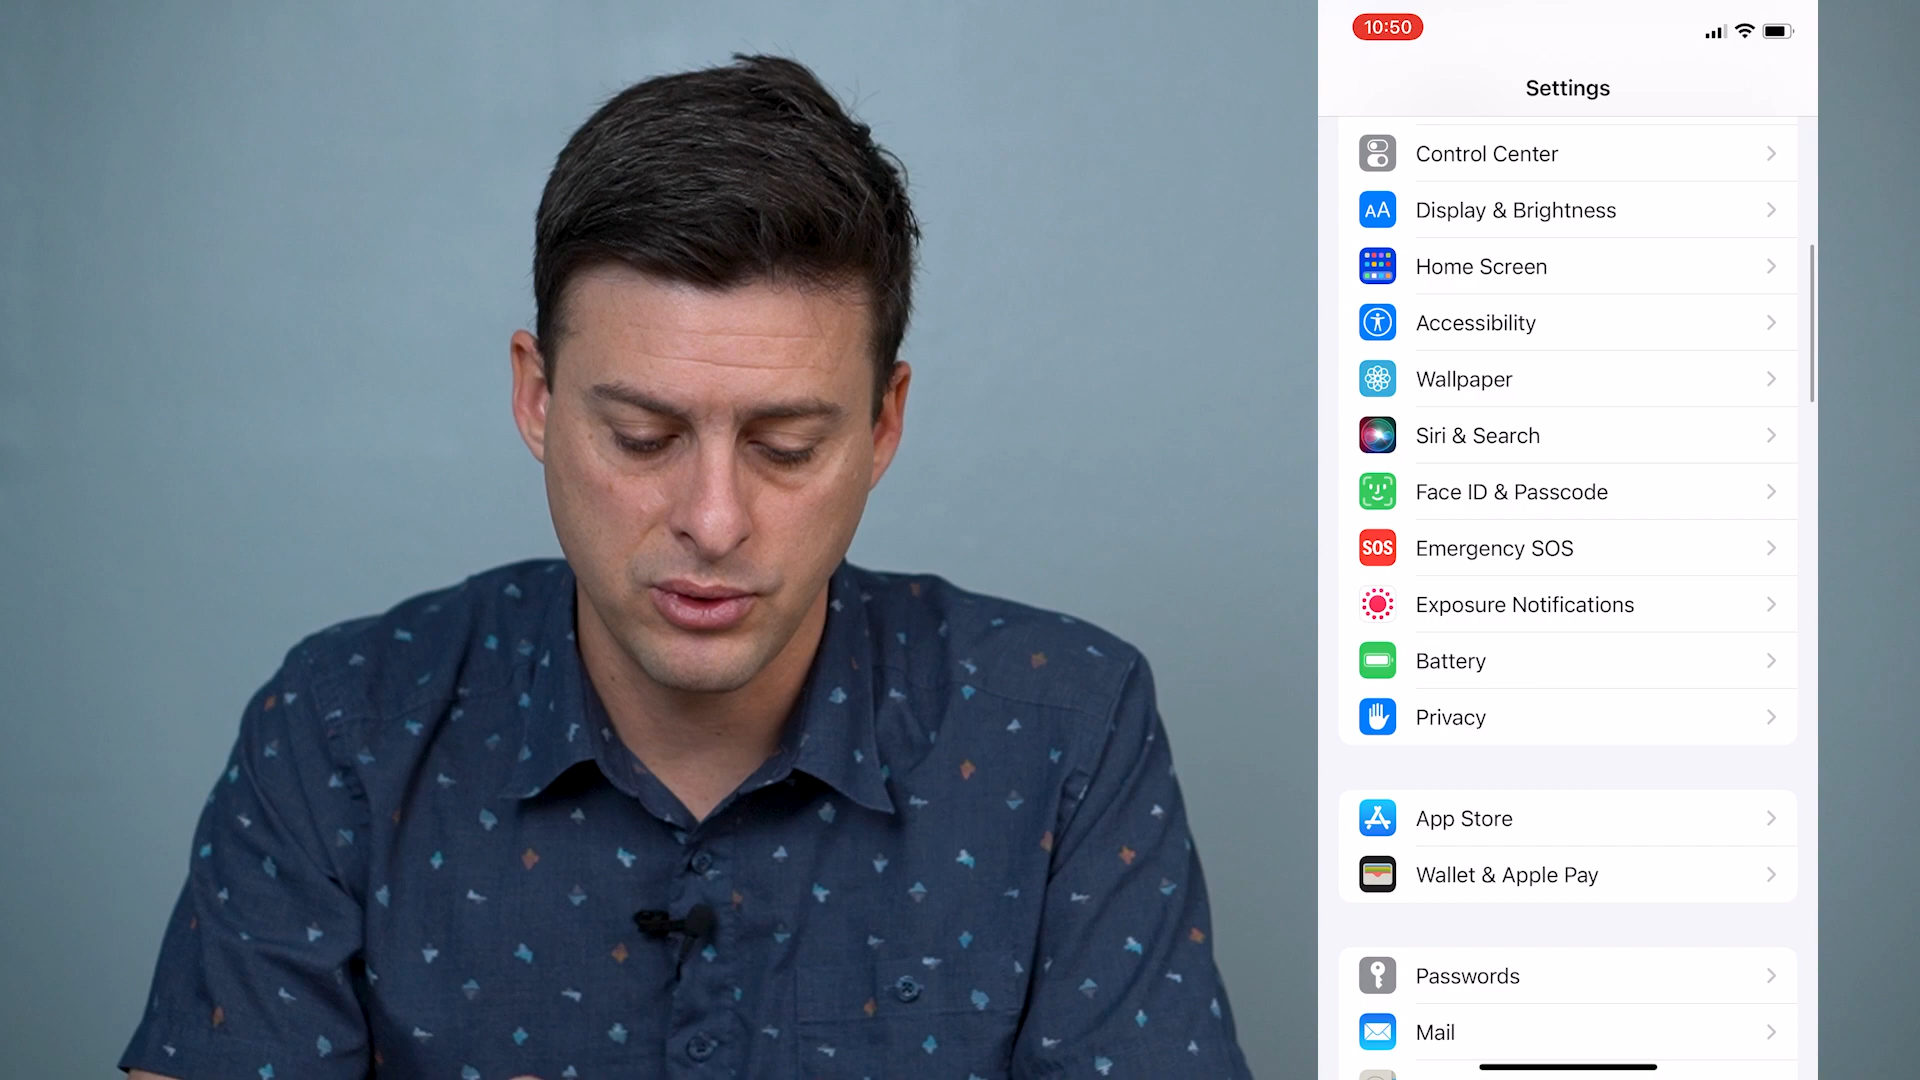 10:50
Settings
Control Center
AA Display & Brightness
Home Screen
Accessibility
Wallpaper
Siri & Search
Face ID & Passcode
SOS Emergency SOS
Exposure Notifications
Battery
Privacy
App Store
Wallet & Apple Pay
Passwords
Mail